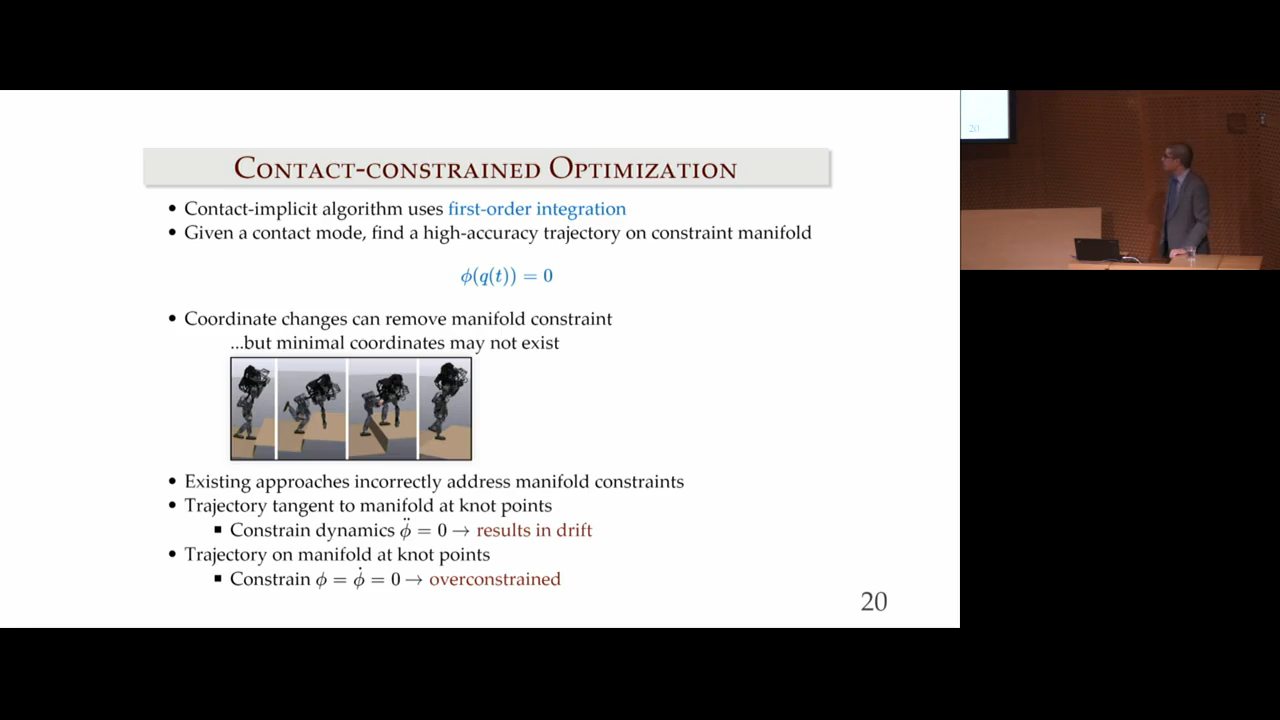 CONTACT-CONSTRAINED OPTIMIZATION
• Contact-implicit algorithm uses first-order integration
• Given a contact mode, find a high-accuracy trajectory on constraint manifold
ϕ(q(t)) = 0
• Coordinate changes can remove manifold constraint
...but minimal coordinates may not exist
• Existing approaches incorrectly address manifold constraints
• Trajectory tangent to manifold at knot points
▪ Constrain dynamics ϕ̈ = 0 → results in drift
• Trajectory on manifold at knot points
▪ Constrain ϕ = ϕ̇ = 0 → overconstrained
20
20